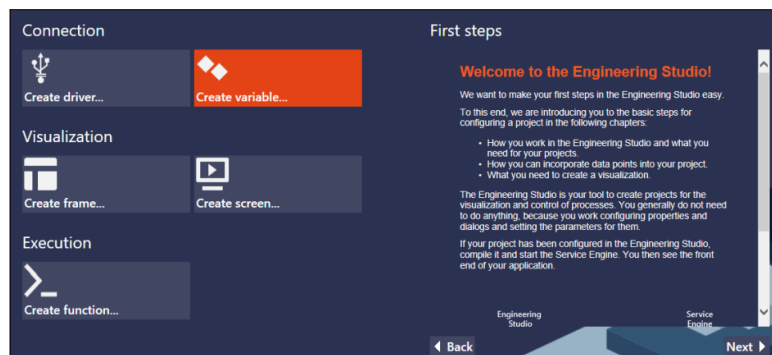 Connection
Create driver...
Create variable...
Visualization
Create frame...
Create screen...
Execution
Create function...
First steps
Welcome to the Engineering Studio!
We want to make your first steps in the Engineering Studio easy.
To this end, we are introducing you to the basic steps for
configuring a project in the following chapters:
• How you work in the Engineering Studio and what you
need for your projects.
• How you can incorporate data points into your project.
• What you need to create a visualization.
The Engineering Studio is your tool to create projects for the
visualization and control of processes. You generally do not need
to do anything, because you work configuring properties and
dialogs and setting the parameters for them.
If your project has been configured in the Engineering Studio,
compile it and start the Service Engine. You then see the front
end of your application.
Engineering
Studio
Service
Engine
Back
Next